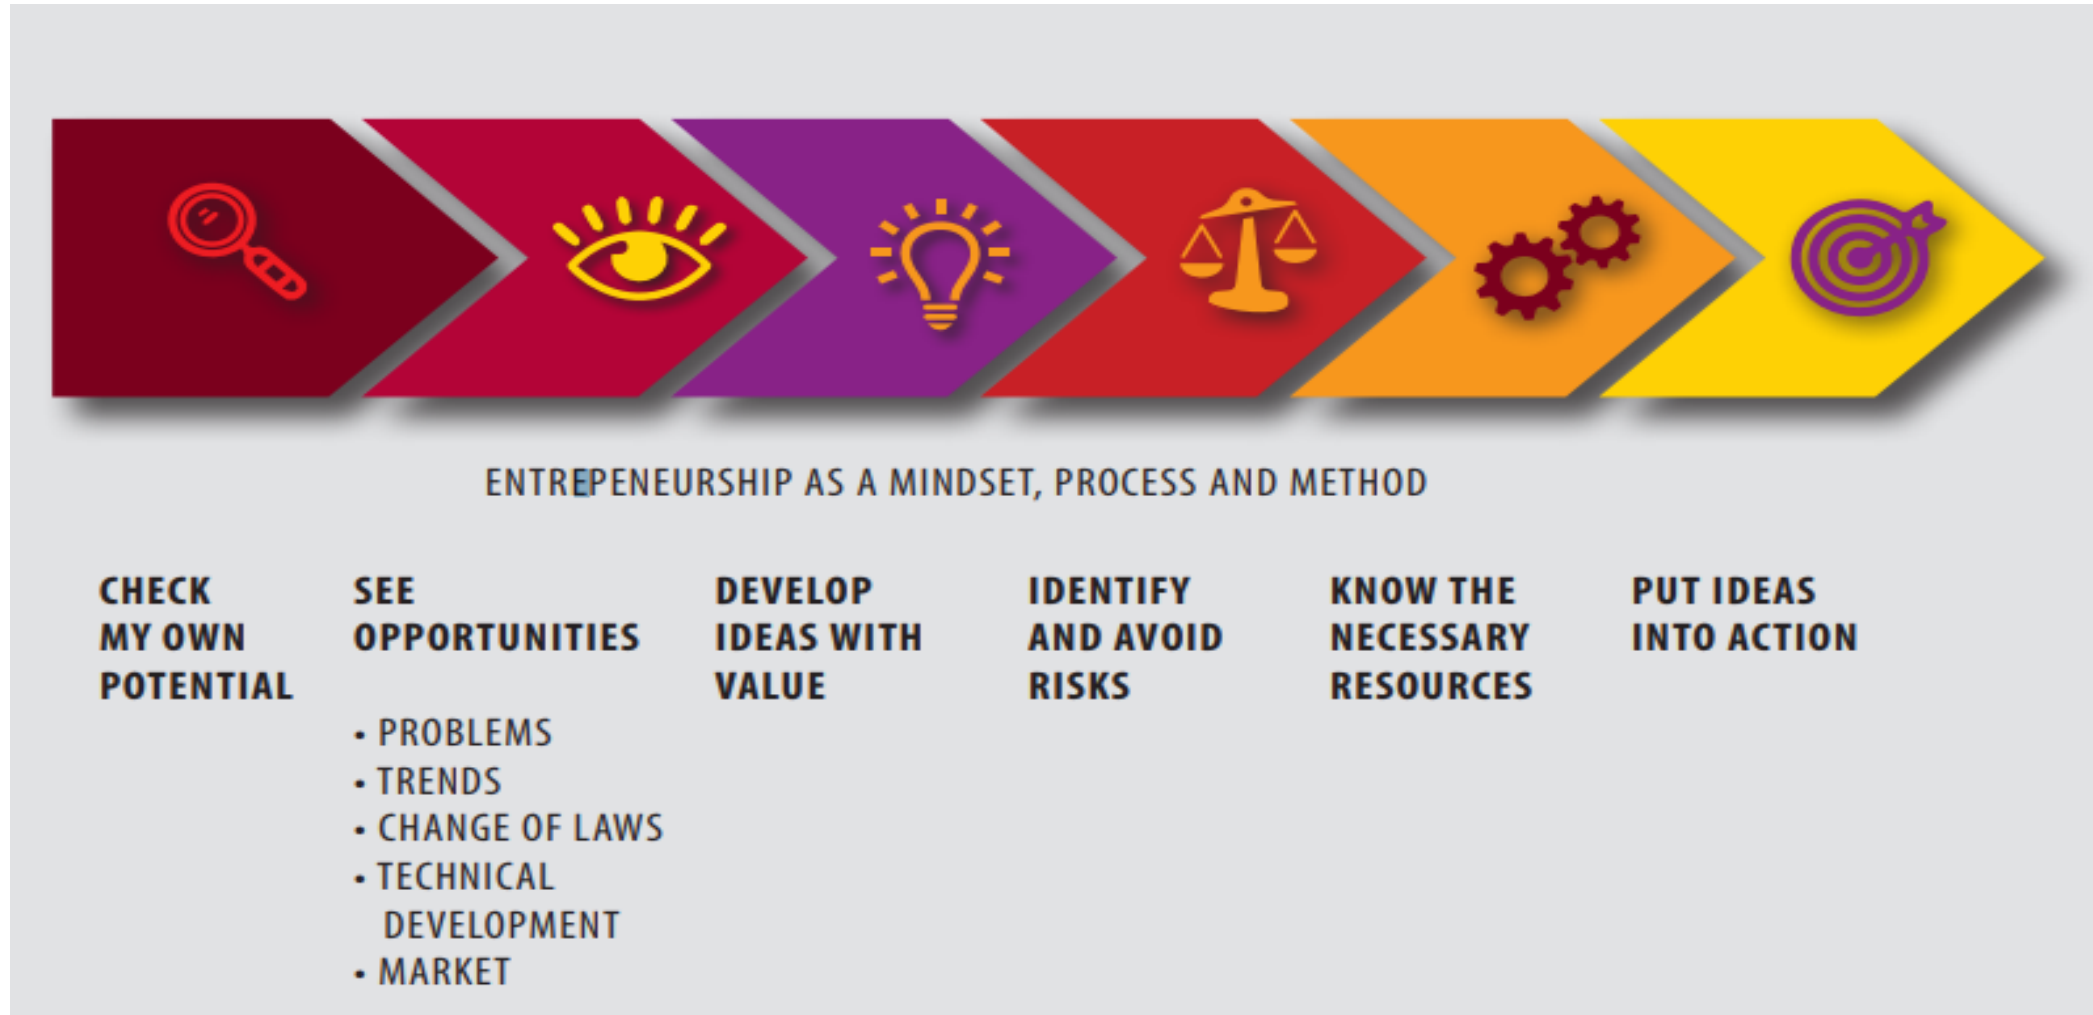 ENTREPENEURSHIP AS A MINDSET, PROCESS AND METHOD
CHECK
MY OWN
POTENTIAL
SEE
OPPORTUNITIES
• PROBLEMS
• TRENDS
• CHANGE OF LAWS
• TECHNICAL
DEVELOPMENT
• MARKET
DEVELOP
IDEAS WITH
VALUE
IDENTIFY
AND AVOID
RISKS
KNOW THE
NECESSARY
RESOURCES
PUT IDEAS
INTO ACTION